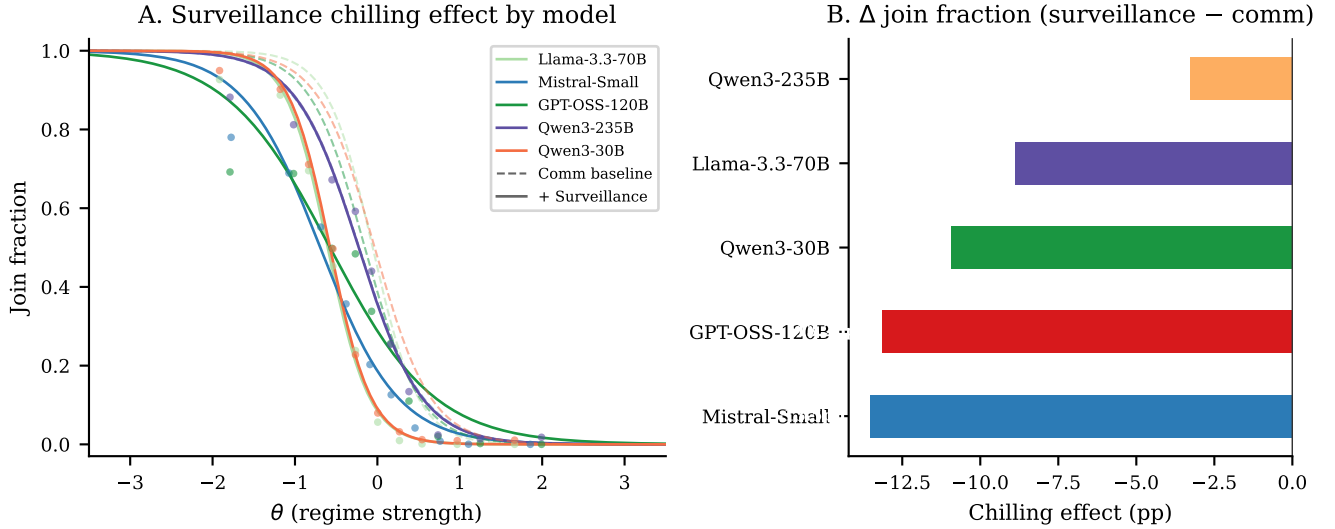 A. Surveillance chilling effect by model
Join fraction
1.0
0.8
0.6
0.4
0.2
0.0
Llama-3.3-70B
Mistral-Small
GPT-OSS-120B
Qwen3-235B
Qwen3-30B
Comm baseline
+ Surveillance
−3
−2
−1
0
1
2
3
θ (regime strength)
B. Δ join fraction (surveillance − comm)
Qwen3-235B
Llama-3.3-70B
Qwen3-30B
GPT-OSS-120B
Mistral-Small
−12.5
−10.0
−7.5
−5.0
−2.5
0.0
Chilling effect (pp)